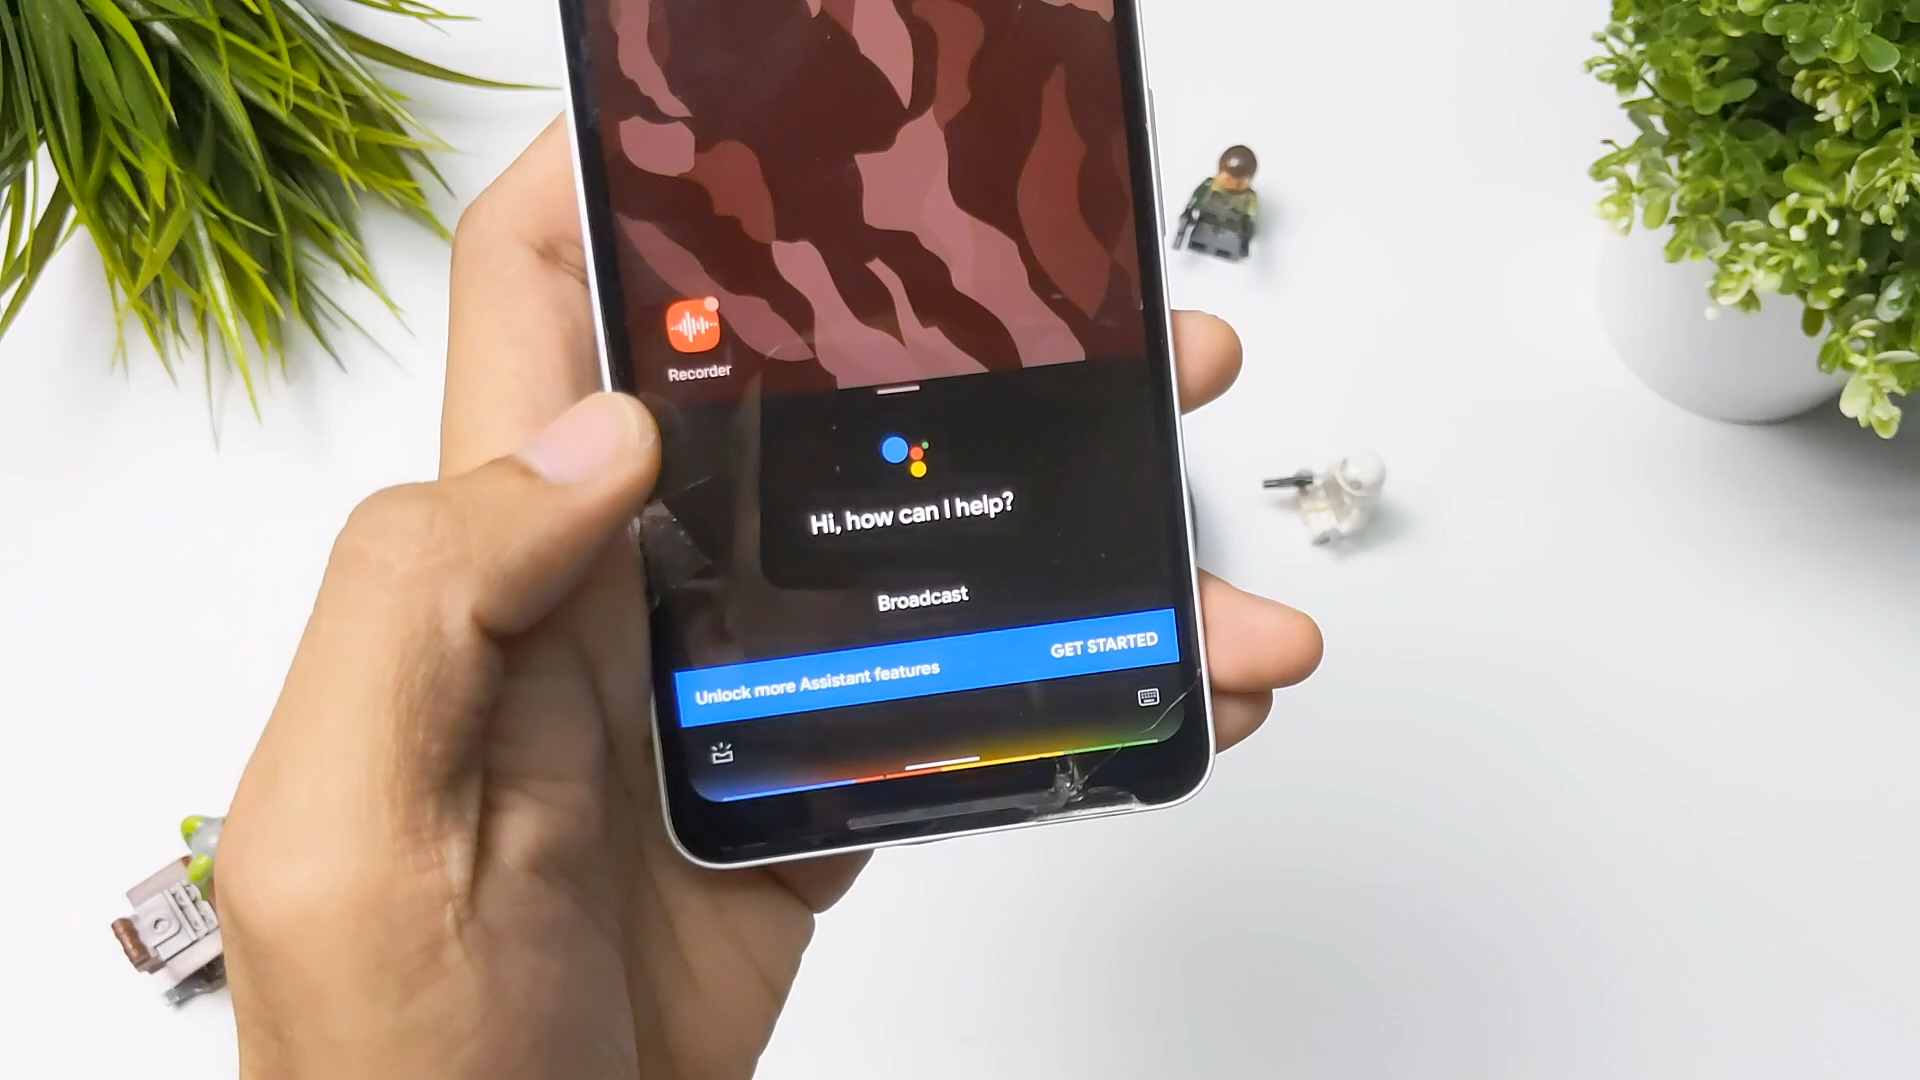 Recorder
Hi, how can I help?
Broadcast
Unlock more Assistant features
GET STARTED